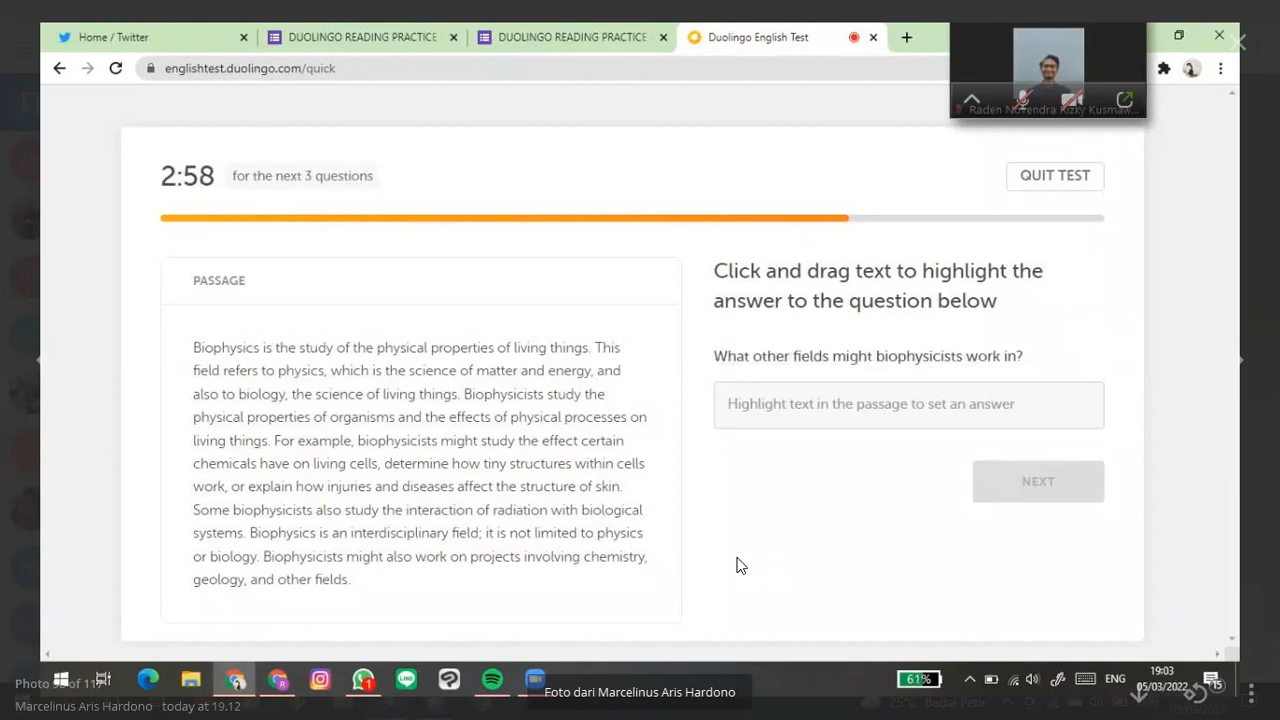 Home / Twitter
DUOLINGO READING PRACTICE
DUOLINGO READING PRACTICE
Duolingo English Test
englishtest.duolingo.com/quick
Raden Nuvendra Rizky Kusmaw...
2:58
for the next 3 questions
QUIT TEST
PASSAGE
Biophysics is the study of the physical properties of living things. This
field refers to physics, which is the science of matter and energy, and
also to biology, the science of living things. Biophysicists study the
physical properties of organisms and the effects of physical processes on
living things. For example, biophysicists might study the effect certain
chemicals have on living cells, determine how tiny structures within cells
work, or explain how injuries and diseases affect the structure of skin.
Some biophysicists also study the interaction of radiation with biological
systems. Biophysics is an interdisciplinary field; it is not limited to physics
or biology. Biophysicists might also work on projects involving chemistry,
geology, and other fields.
Click and drag text to highlight the
answer to the question below
What other fields might biophysicists work in?
Highlight text in the passage to set an answer
NEXT
61%
ENG
19:03
05/03/2022
15
LINE
Foto dari Marcelinus Aris Hardono
Marcelinus Aris Hardono - today at 19.12
25°C Badai Petir